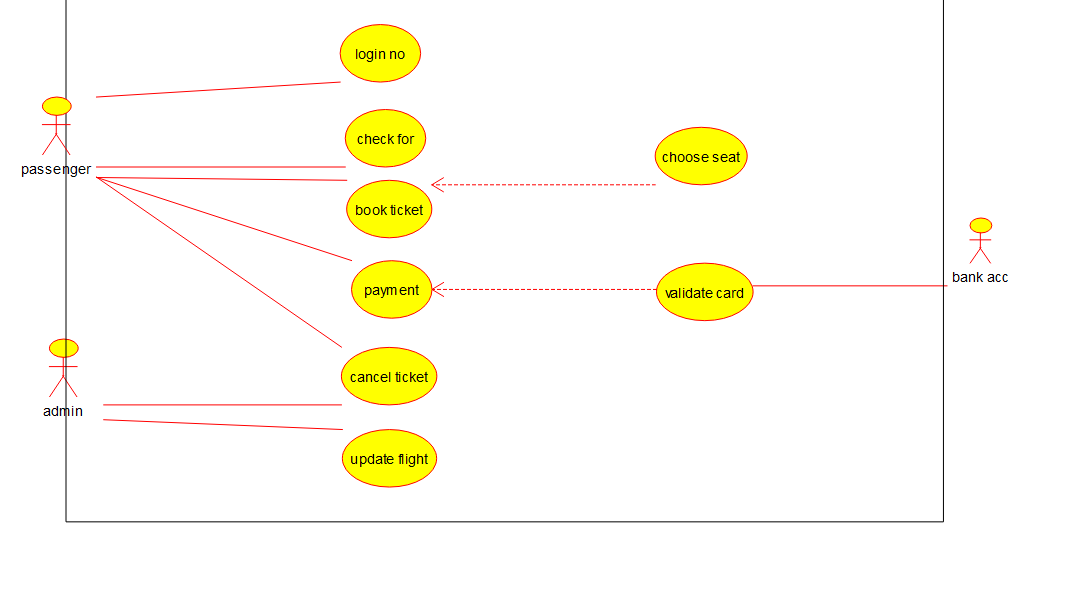 login no
check for
choose seat
passenger
book ticket
bank acc
payment
validate card
cancel ticket
admin
update flight